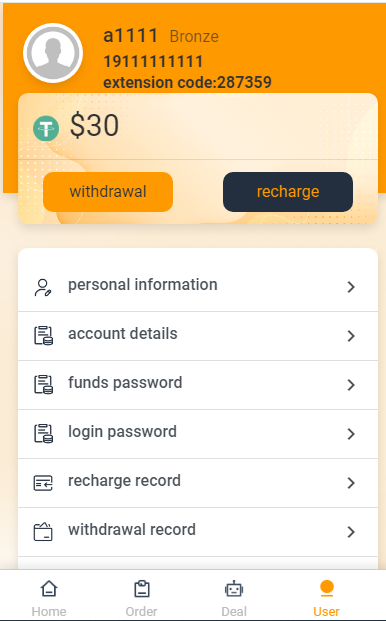 a1111 Bronze
19111111111
extension code:287359
$30
withdrawal recharge
personal information
account details
funds password
login password
recharge record
withdrawal record
Home Order Deal User